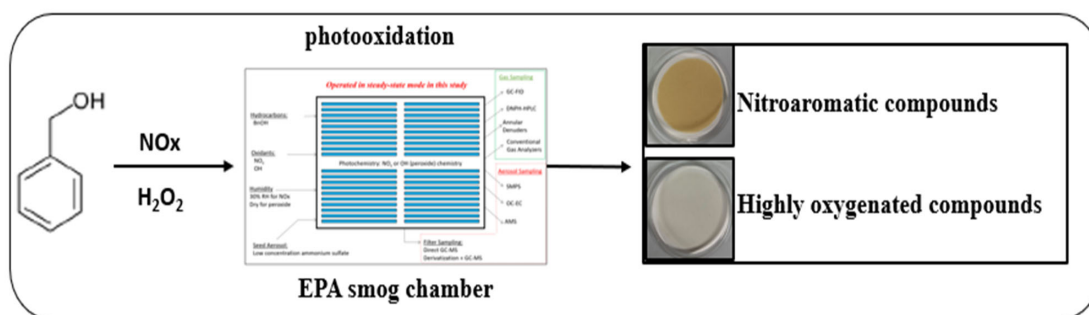 photooxidation
OH
NOx
H₂O₂
Operated in steady-state mode in this study
Hydrocarbons:
BnOH
Oxidants:
NOₓ
OH
Humidity
30% RH for NOx
Dry for peroxide
Seed Aerosol:
Low concentration ammonium sulfate
Photochemistry: NOₓ or OH (peroxide) chemistry
Gas Sampling
GC-FID
DNPH-HPLC
Annular
Denuders
Conventional
Gas Analyzers
Aerosol Sampling
SMPS
OC-EC
AMS
Filter Sampling:
Direct GC-MS
Derivatization + GC-MS
EPA smog chamber
Nitroaromatic compounds
Highly oxygenated compounds